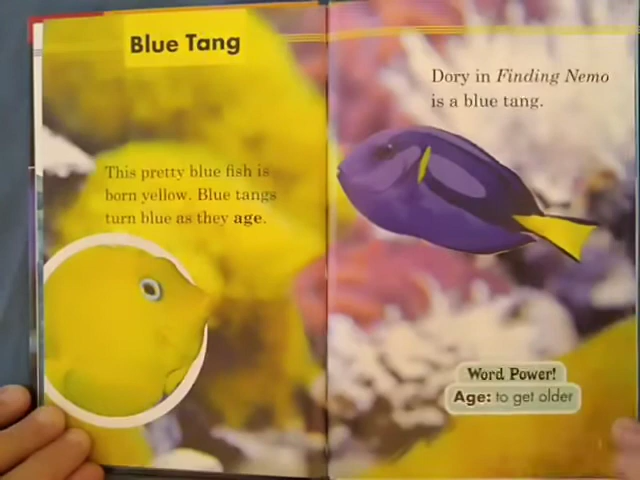 Blue Tang
This pretty blue fish is
born yellow. Blue tangs
turn blue as they age.
Dory in Finding Nemo
is a blue tang.
Word Power!
Age: to get older